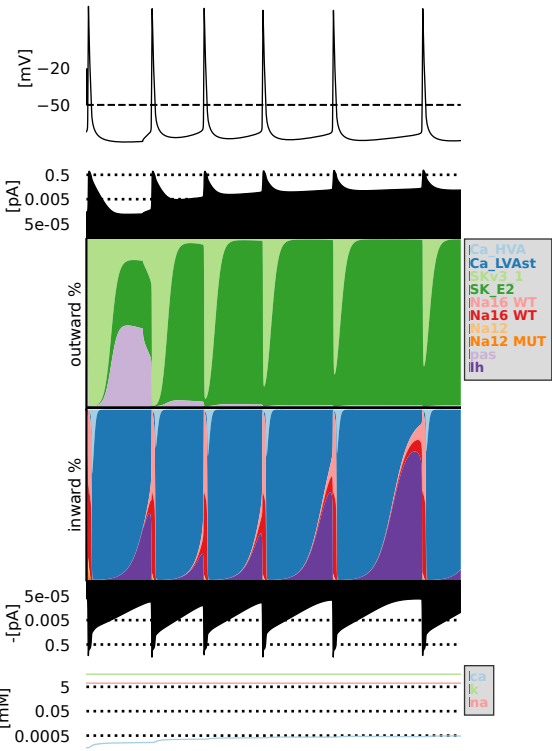 [mV]
−20
−50
[pA]
0.5
0.005
5e-05
outward %
Ca_HVA
Ca_LVAst
SKv3_1
SK_E2
Na16 WT
Na16 WT
Na12
Na12 MUT
pas
Ih
inward %
-[pA]
5e-05
0.005
0.5
[mM]
5
0.05
0.0005
ca
k
na